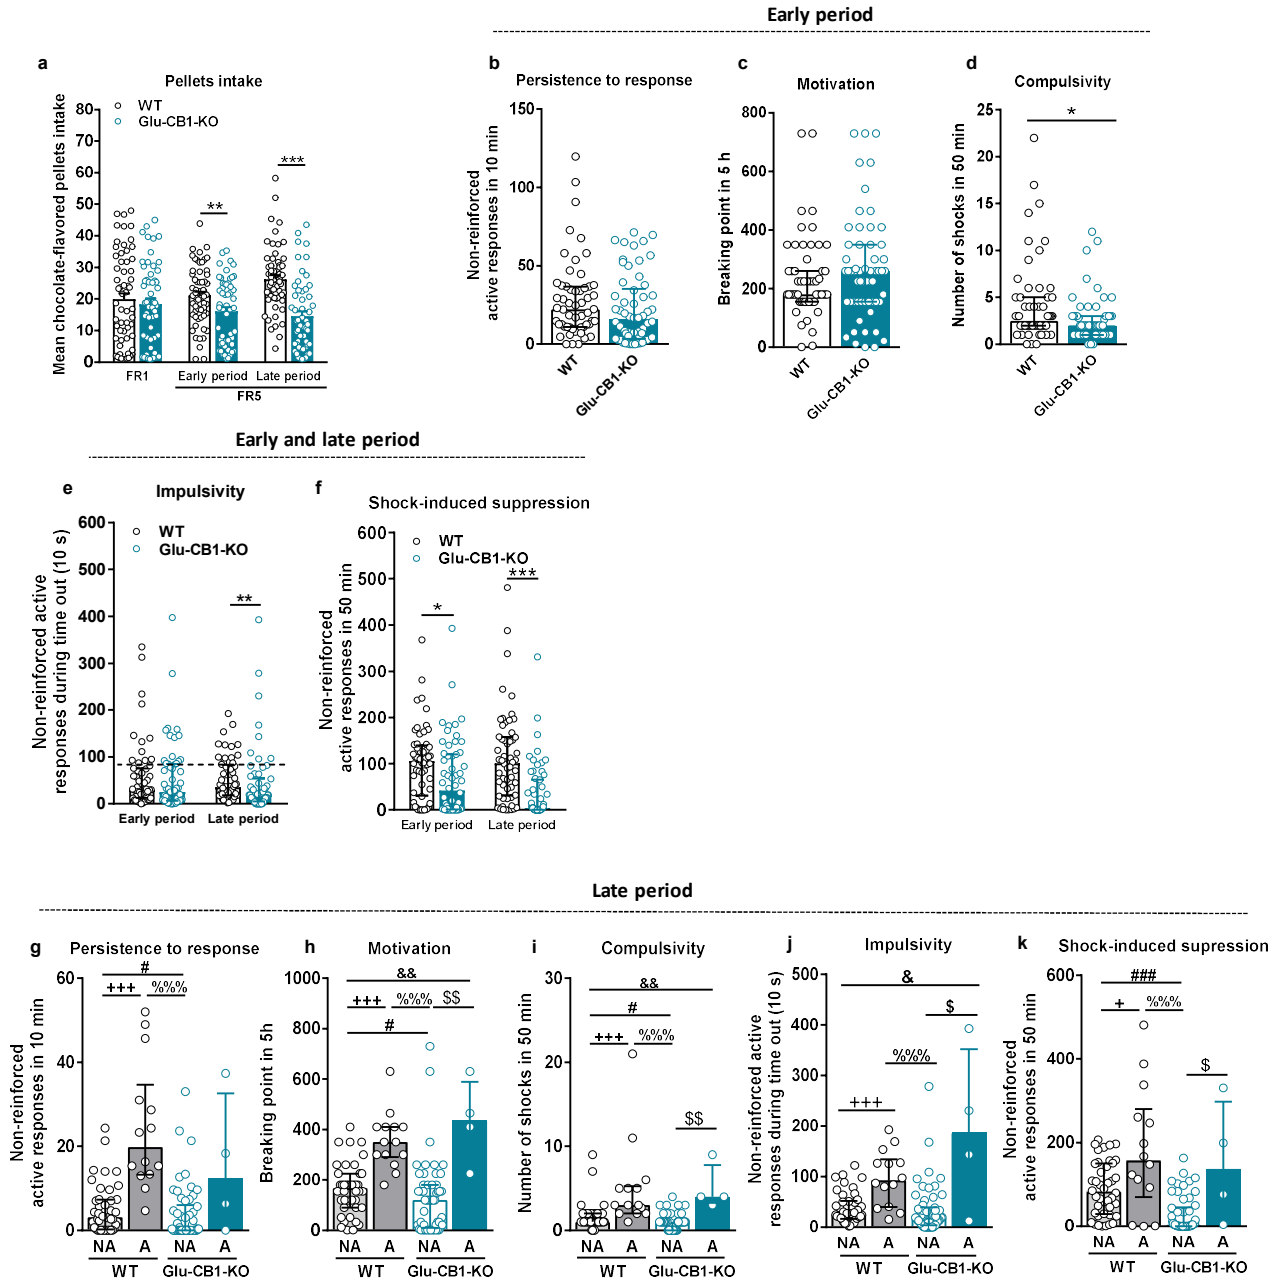 Early period
a
Pellets intake
Mean chocolate-flavored pellets intake
80
70
60
50
40
30
20
10
0
WT
Glu-CB1-KO
**
***
FR1
Early period
Late period
FR5
b
Persistence to response
Non-reinforced
active responses in 10 min
150
100
50
0
WT
Glu-CB1-KO
c
Motivation
Breaking point in 5 h
800
600
400
200
0
WT
Glu-CB1-KO
d
Compulsivity
Number of shocks in 50 min
25
20
15
10
5
0
*
WT
Glu-CB1-KO
Early and late period
e
Impulsivity
Non-reinforced active
responses during time out (10 s)
600
500
400
300
200
100
0
WT
Glu-CB1-KO
**
Early period
Late period
f
Shock-induced suppression
Non-reinforced
active responses in 50 min
600
500
400
300
200
100
0
WT
Glu-CB1-KO
*
***
Early period
Late period
Late period
g
Persistence to response
Non-reinforced
active responses in 10 min
60
40
20
0
#
+++
%%%
NA
A
NA
A
WT
Glu-CB1-KO
h
Motivation
Breaking point in 5h
1000
800
600
400
200
0
&&
+++
%%%
$$
#
NA
A
NA
A
WT
Glu-CB1-KO
i
Compulsivity
Number of shocks in 50 min
30
20
10
0
&&
#
+++
%%%
$$
NA
A
NA
A
WT
Glu-CB1-KO
j
Impulsivity
Non-reinforced active
responses during time out (10 s)
500
400
300
200
100
0
&
$
%%%
+++
NA
A
NA
A
WT
Glu-CB1-KO
k
Shock-induced supression
Non-reinforced
active responses in 50 min
600
400
200
0
###
+
%%%
$
NA
A
NA
A
WT
Glu-CB1-KO